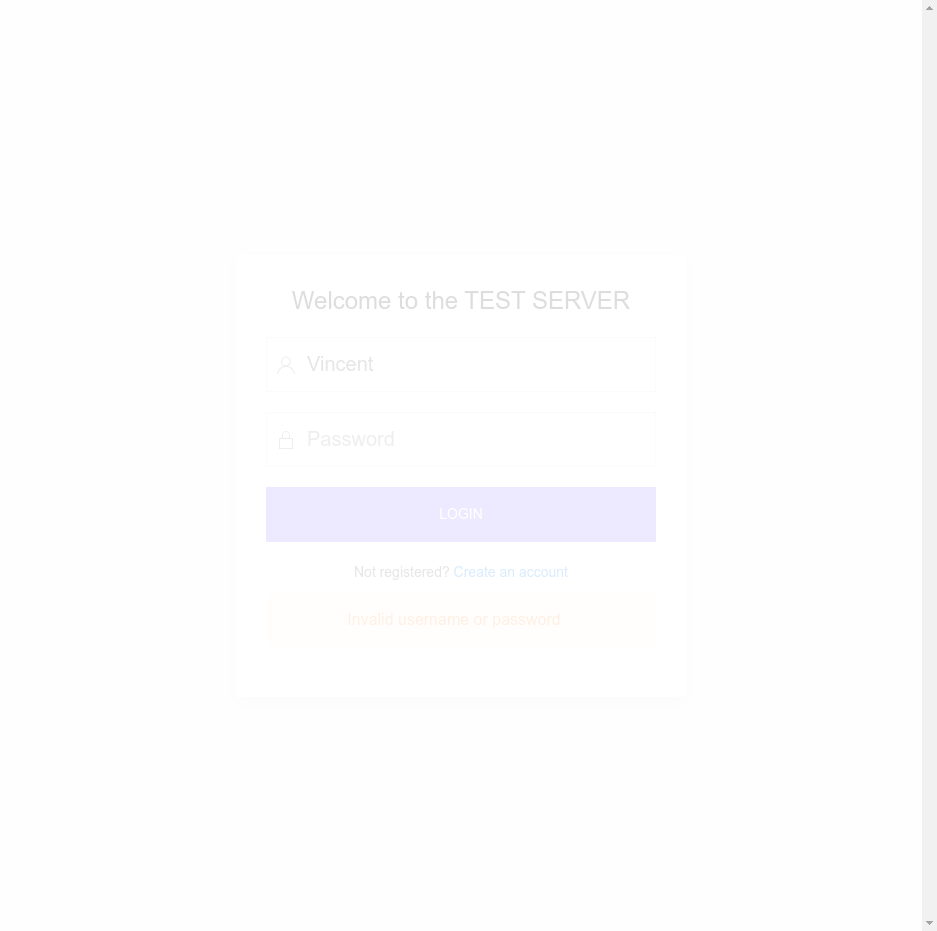 Welcome to the TEST SERVER
Vincent
Password
LOGIN
Not registered? Create an account
Invalid username or password